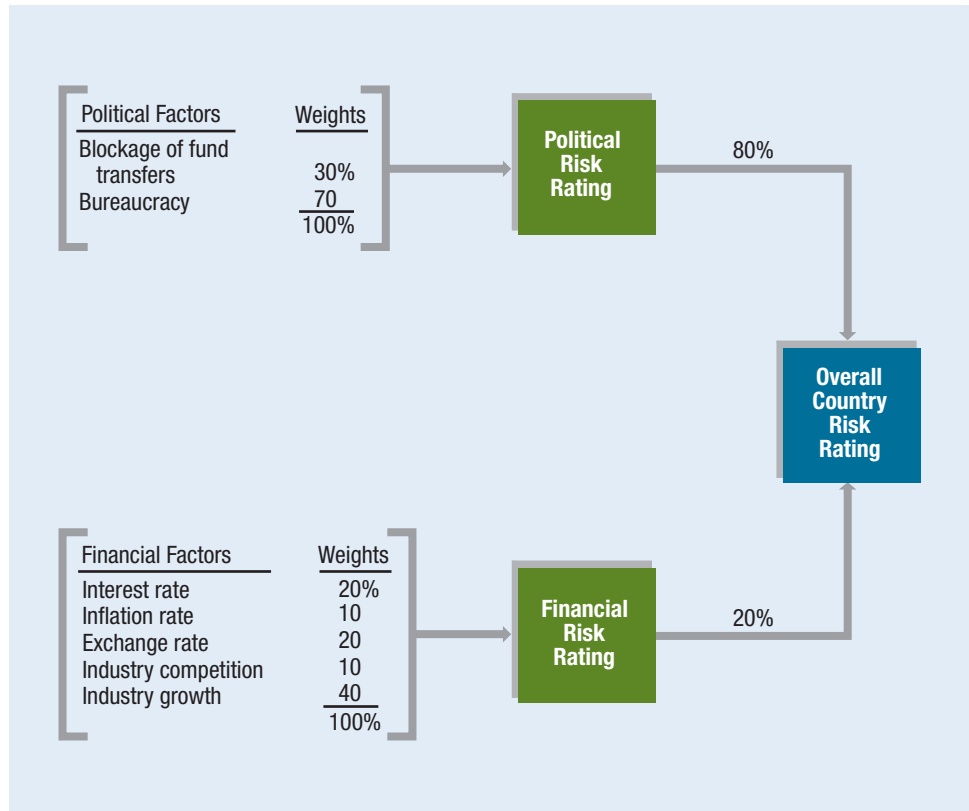 Political Factors Weights
Blockage of fund
transfers 30%
Bureaucracy 70
100%
Political
Risk
Rating
80%
Overall
Country
Risk
Rating
Financial Factors Weights
Interest rate 20%
Inflation rate 10
Exchange rate 20
Industry competition 10
Industry growth 40
100%
Financial
Risk
Rating
20%